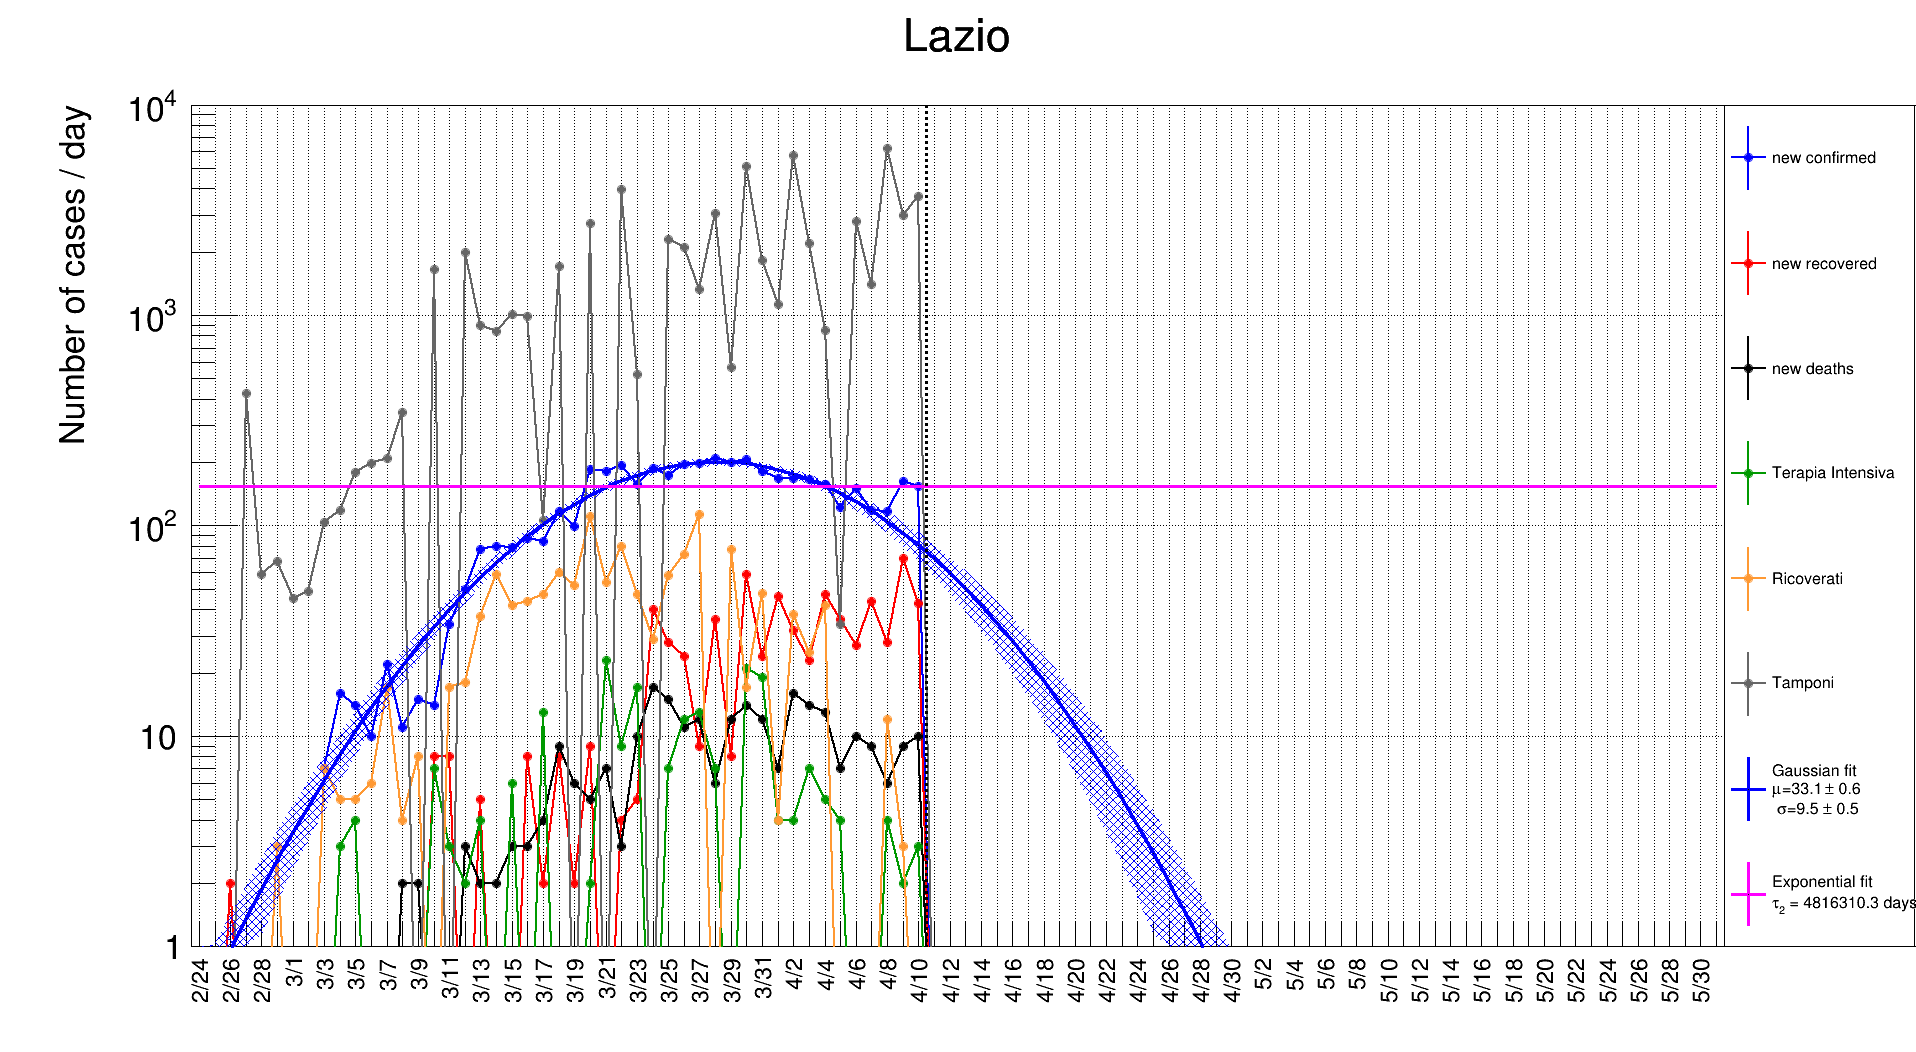 Lazio
Number of cases / day
10^4
10^3
10^2
10
1
2/24 2/26 2/28 3/1 3/3 3/5 3/7 3/9 3/11 3/13 3/15 3/17 3/19 3/21 3/23 3/25 3/27 3/29 3/31 4/2 4/4 4/6 4/8 4/10 4/12 4/14 4/16 4/18 4/20 4/22 4/24 4/26 4/28 4/30 5/2 5/4 5/6 5/8 5/10 5/12 5/14 5/16 5/18 5/20 5/22 5/24 5/26 5/28 5/30
new confirmed
new recovered
new deaths
Terapia Intensiva
Ricoverati
Tamponi
Gaussian fit
μ=33.1 ± 0.6
σ=9.5 ± 0.5
Exponential fit
τ₂ = 4816310.3 days